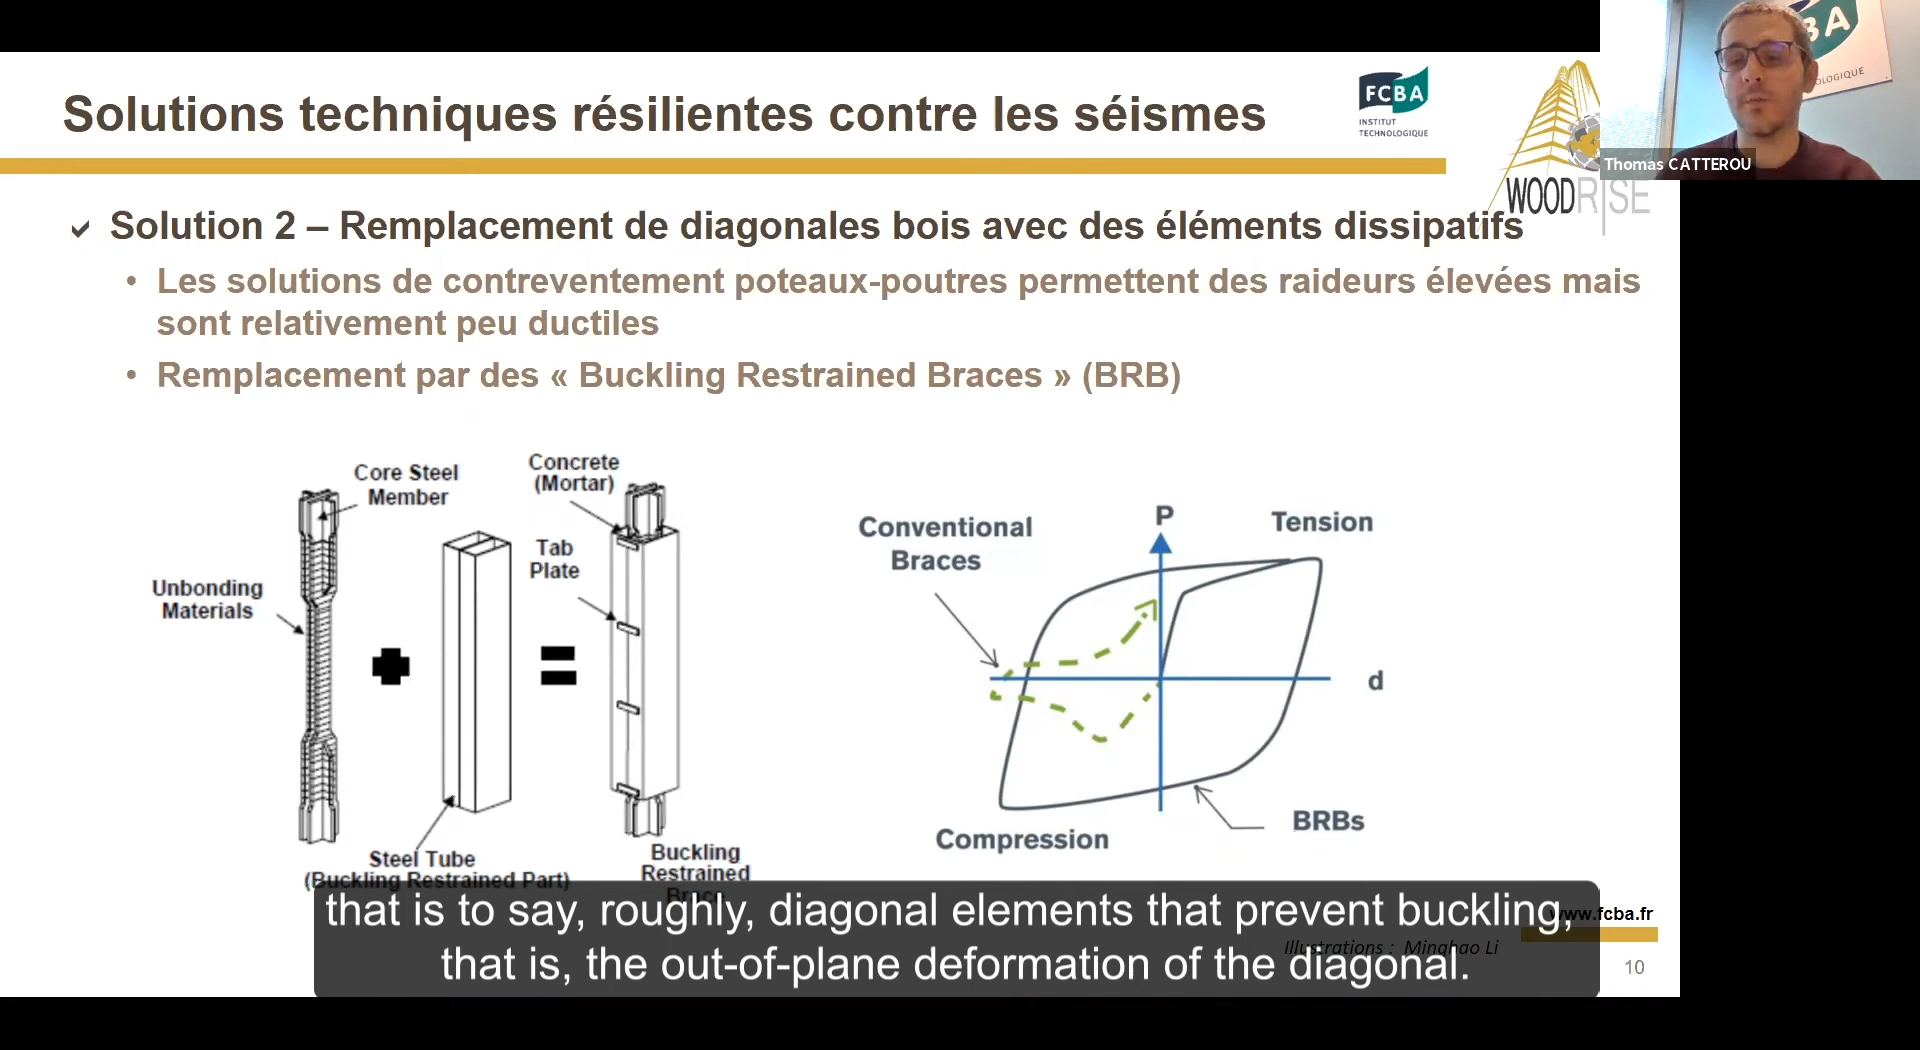 Solutions techniques résilientes contre les séismes
FCBA
INSTITUT
TECHNOLOGIQUE
WOODRISE
BA
OLOGIQUE
Thomas CATTEROU
Solution 2 – Remplacement de diagonales bois avec des éléments dissipatifs
• Les solutions de contreventement poteaux-poutres permettent des raideurs élevées mais
sont relativement peu ductiles
• Remplacement par des « Buckling Restrained Braces » (BRB)
Core Steel
Member
Concrete
(Mortar)
Tab
Plate
Unbonding
Materials
Steel Tube
(Buckling Restrained Part)
Buckling
Restrained
Brace
Conventional
Braces
P
Tension
d
Compression
BRBs
that is to say, roughly, diagonal elements that prevent buckling,
that is, the out-of-plane deformation of the diagonal.
www.fcba.fr
Illustrations : Minghao Li
10